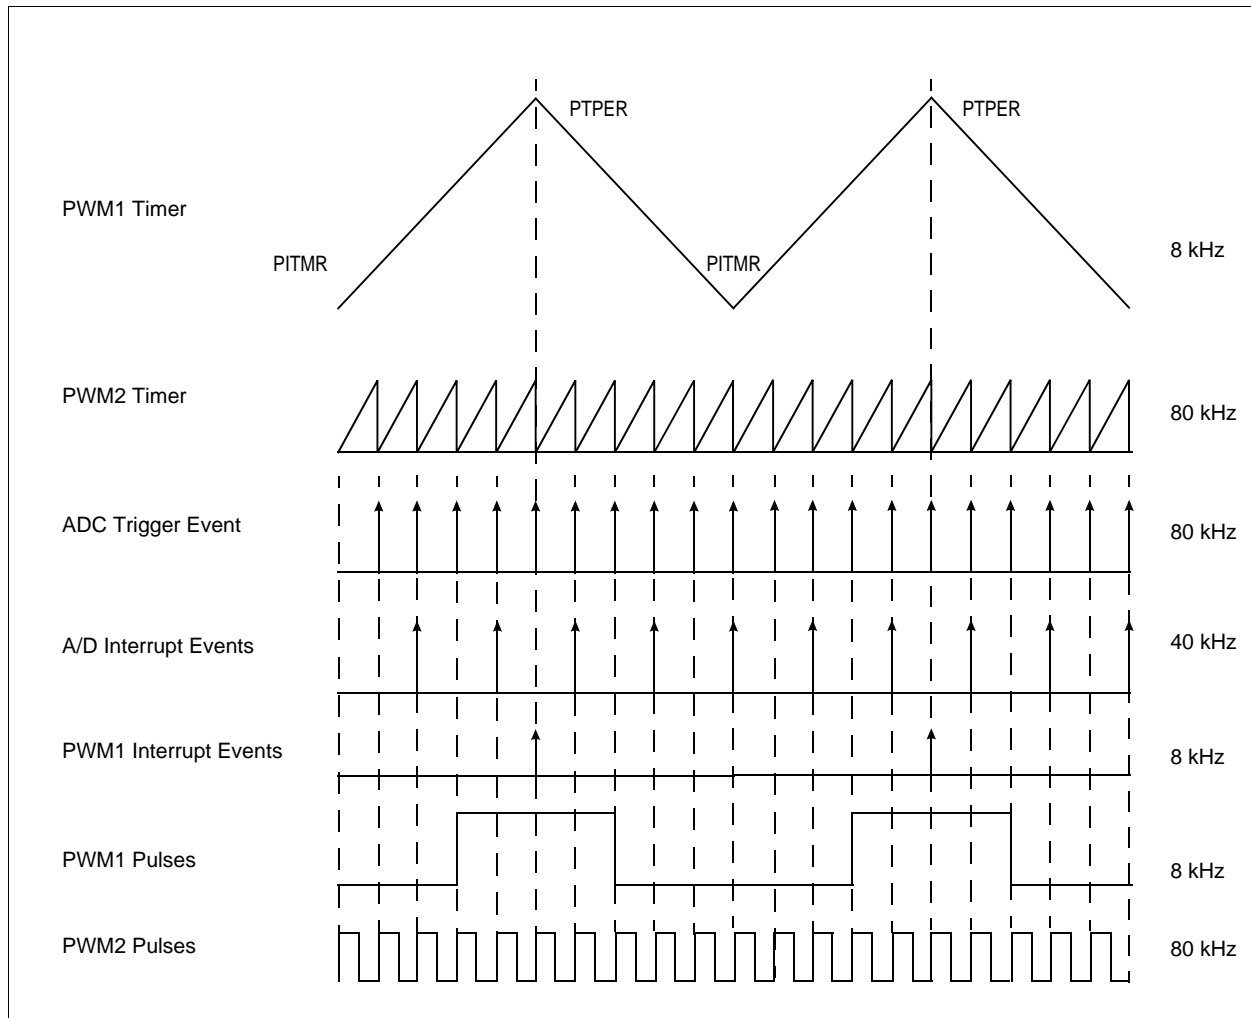 PTPER
PTPER
PWM1 Timer
8 kHz
PITMR
PITMR
PWM2 Timer
80 kHz
ADC Trigger Event
80 kHz
A/D Interrupt Events
40 kHz
PWM1 Interrupt Events
8 kHz
PWM1 Pulses
8 kHz
PWM2 Pulses
80 kHz